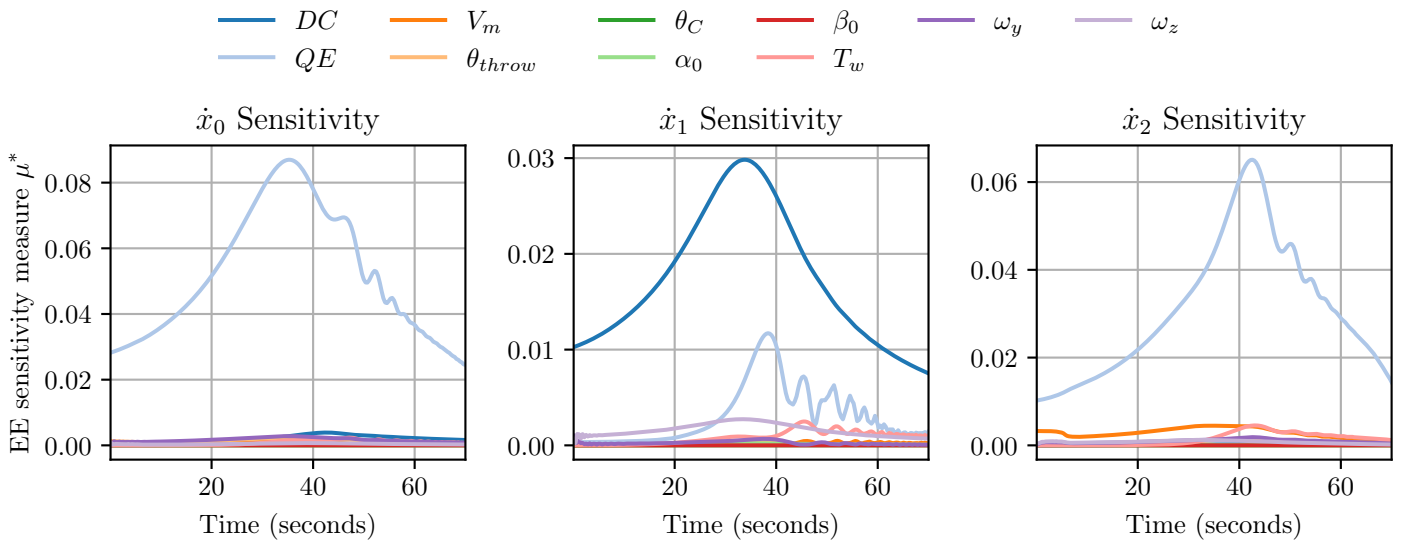 DC V_m θ_C β_0 ω_y ω_z
QE θ_throw α_0 T_w
ẋ_0 Sensitivity ẋ_1 Sensitivity ẋ_2 Sensitivity
EE sensitivity measure μ*
0.08
0.06
0.04
0.02
0.00
20 40 60
Time (seconds)
0.03
0.02
0.01
0.00
20 40 60
Time (seconds)
0.06
0.04
0.02
0.00
20 40 60
Time (seconds)